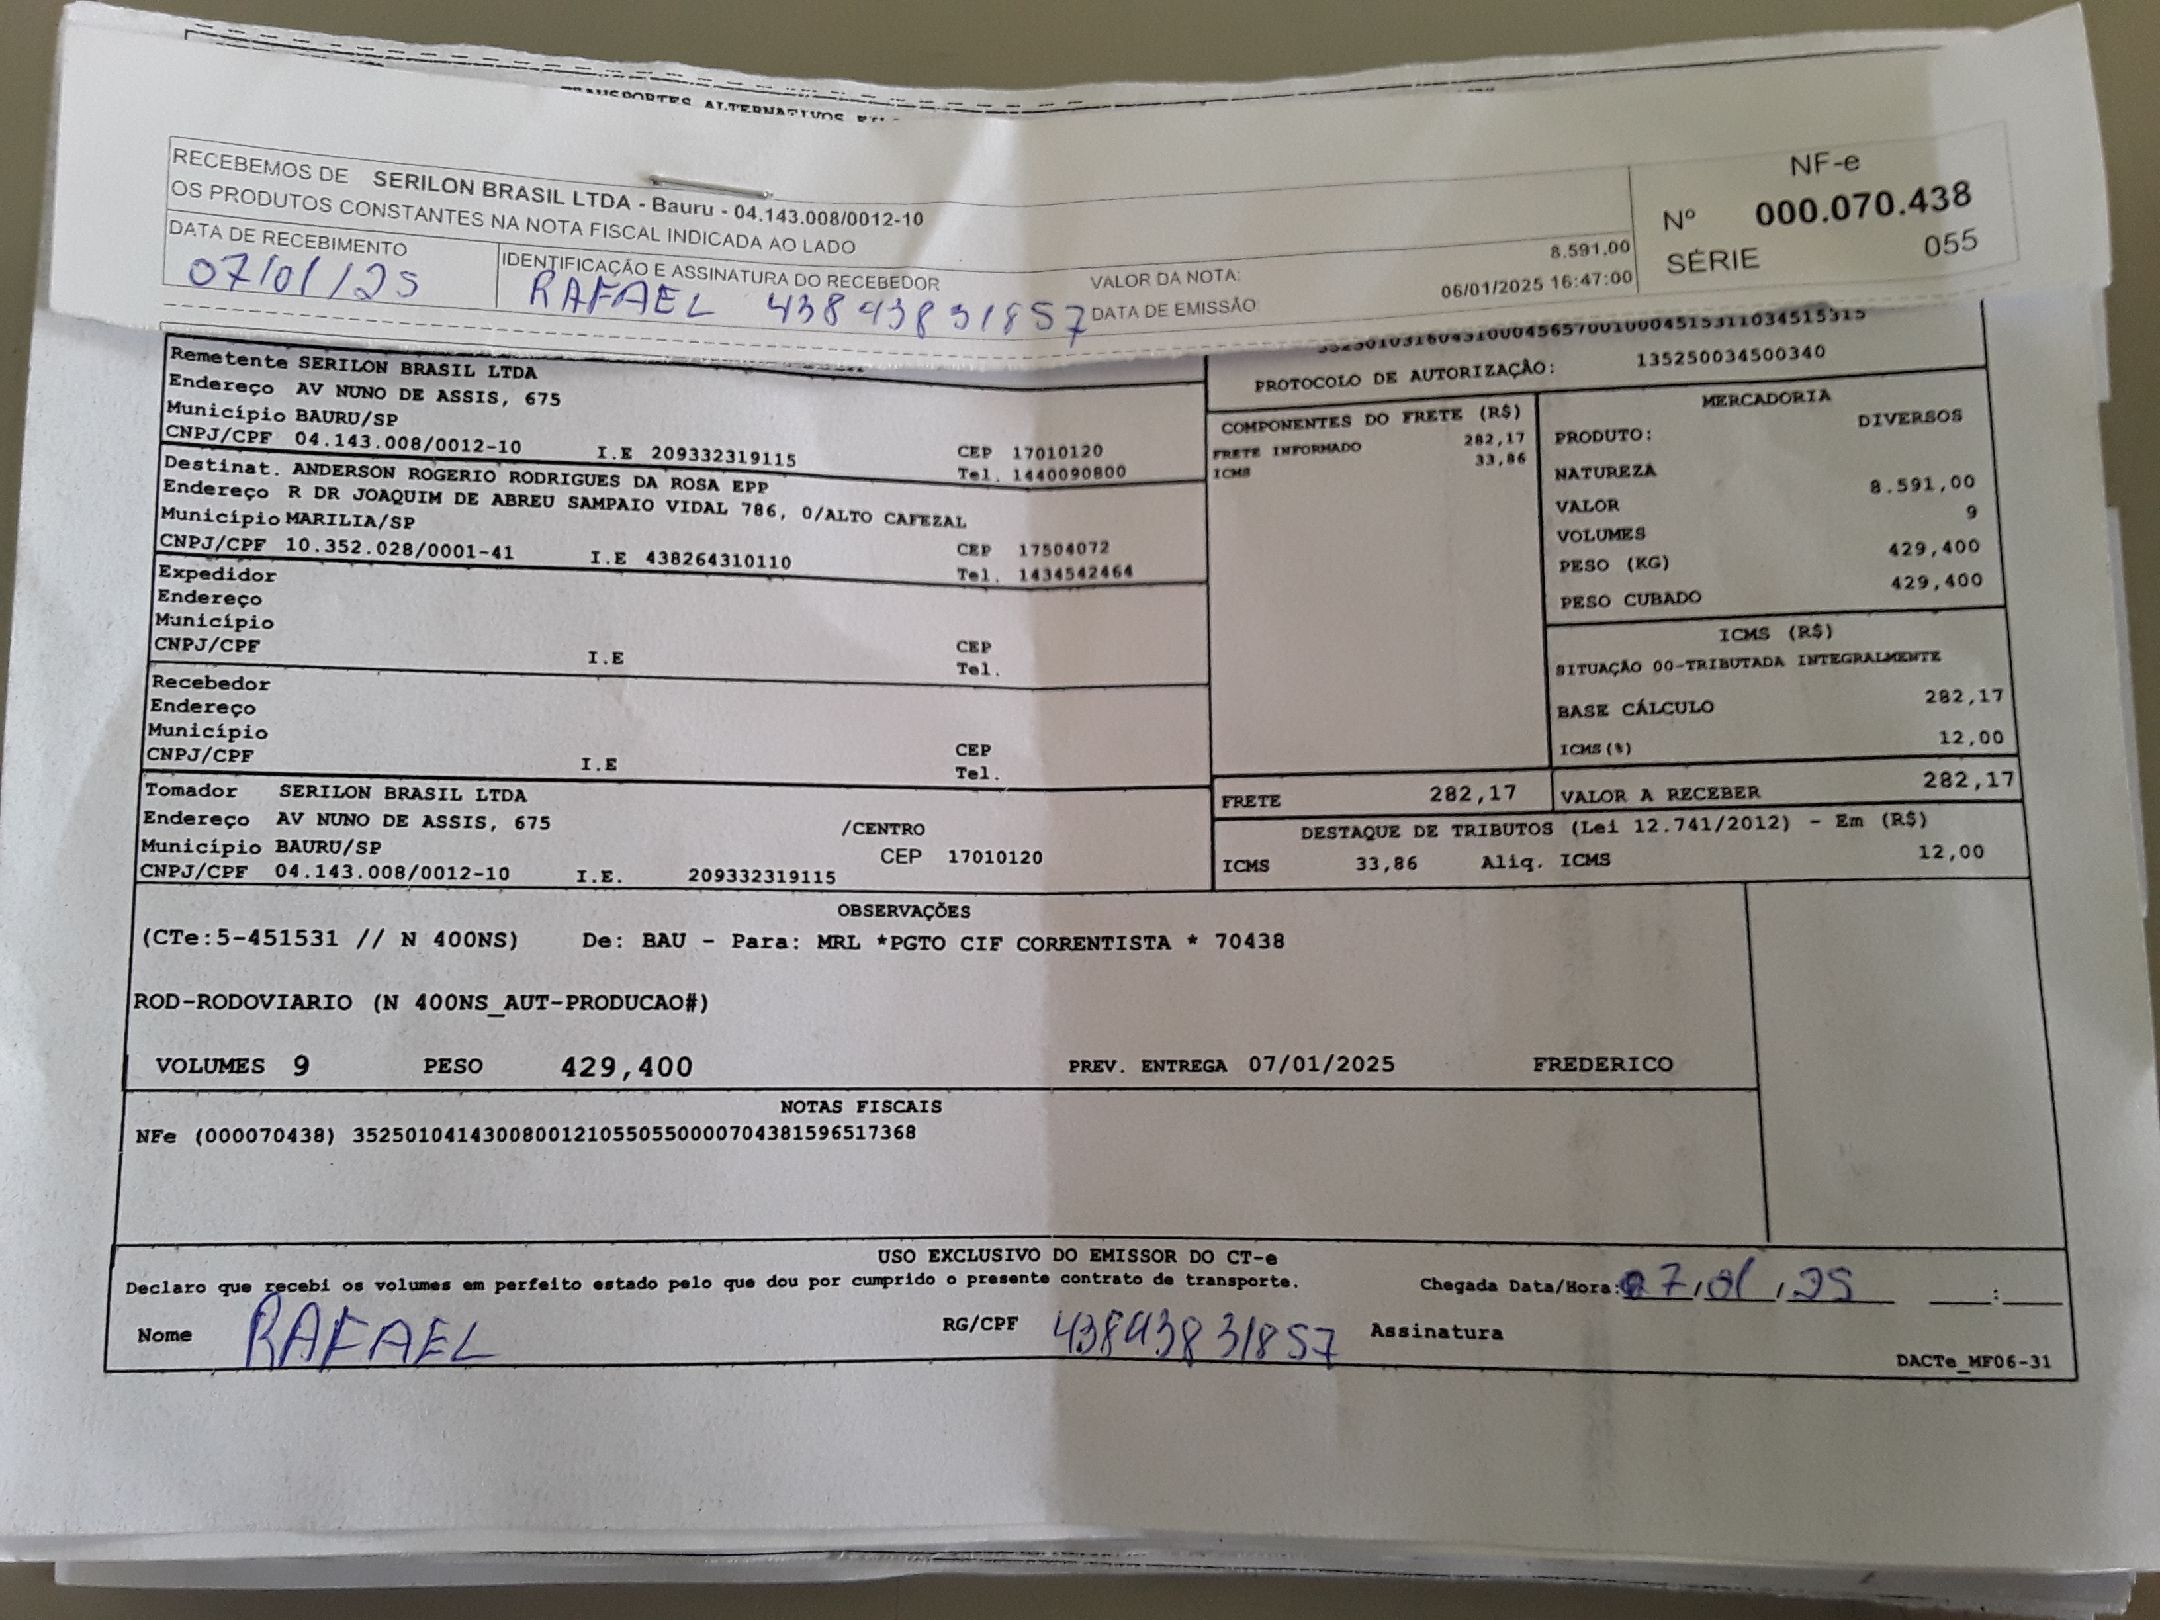 TRANSPORTES ALTERNATIVOS
RECEBEMOS DE SERILON BRASIL LTDA - Bauru - 04.143.008/0012-10
OS PRODUTOS CONSTANTES NA NOTA FISCAL INDICADA AO LADO
DATA DE RECEBIMENTO
07/01/25
IDENTIFICAÇÃO E ASSINATURA DO RECEBEDOR
RAFAEL 43843831857
VALOR DA NOTA: 8.591,00
DATA DE EMISSÃO 06/01/2025 16:47:00
NF-e
Nº 000.070.438
SÉRIE 055
PROTOCOLO DE AUTORIZAÇÃO: 135250034500340
Remetente SERILON BRASIL LTDA
Endereço AV NUNO DE ASSIS, 675
Município BAURU/SP CEP 17010120
CNPJ/CPF 04.143.008/0012-10 I.E 209332319115 Tel. 1440090800
Destinat. ANDERSON ROGERIO RODRIGUES DA ROSA EPP
Endereço R DR JOAQUIM DE ABREU SAMPAIO VIDAL 786, 0/ALTO CAFEZAL
Município MARILIA/SP CEP 17504072
CNPJ/CPF 10.352.028/0001-41 I.E 438264310110 Tel. 1434542464
Expedidor
Endereço
Município CEP
CNPJ/CPF I.E Tel.
Recebedor
Endereço
Município CEP
CNPJ/CPF I.E Tel.
Tomador SERILON BRASIL LTDA
Endereço AV NUNO DE ASSIS, 675 /CENTRO
Município BAURU/SP CEP 17010120
CNPJ/CPF 04.143.008/0012-10 I.E. 209332319115
COMPONENTES DO FRETE (R$)
FRETE INFORMADO 282,17
ICMS 33,86
MERCADORIA
PRODUTO: DIVERSOS
NATUREZA
VALOR 8.591,00
VOLUMES 9
PESO (KG) 429,400
PESO CUBADO 429,400
ICMS (R$)
SITUAÇÃO 00-TRIBUTADA INTEGRALMENTE
BASE CÁLCULO 282,17
ICMS(%) 12,00
FRETE 282,17
VALOR A RECEBER 282,17
DESTAQUE DE TRIBUTOS (Lei 12.741/2012) - Em (R$)
ICMS 33,86 Aliq. ICMS 12,00
OBSERVAÇÕES
(CTe:5-451531 // N 400NS) De: BAU - Para: MRL *PGTO CIF CORRENTISTA * 70438
ROD-RODOVIARIO (N 400NS_AUT-PRODUCAO#)
VOLUMES 9 PESO 429,400 PREV. ENTREGA 07/01/2025 FREDERICO
NOTAS FISCAIS
NFe (000070438) 35250104143008001210550550000704381596517368
USO EXCLUSIVO DO EMISSOR DO CT-e
Declaro que recebi os volumes em perfeito estado pelo que dou por cumprido o presente contrato de transporte. Chegada Data/Hora: 07/01/25 :
Nome RAFAEL RG/CPF 43843831857 Assinatura
DACTe_MF06-31